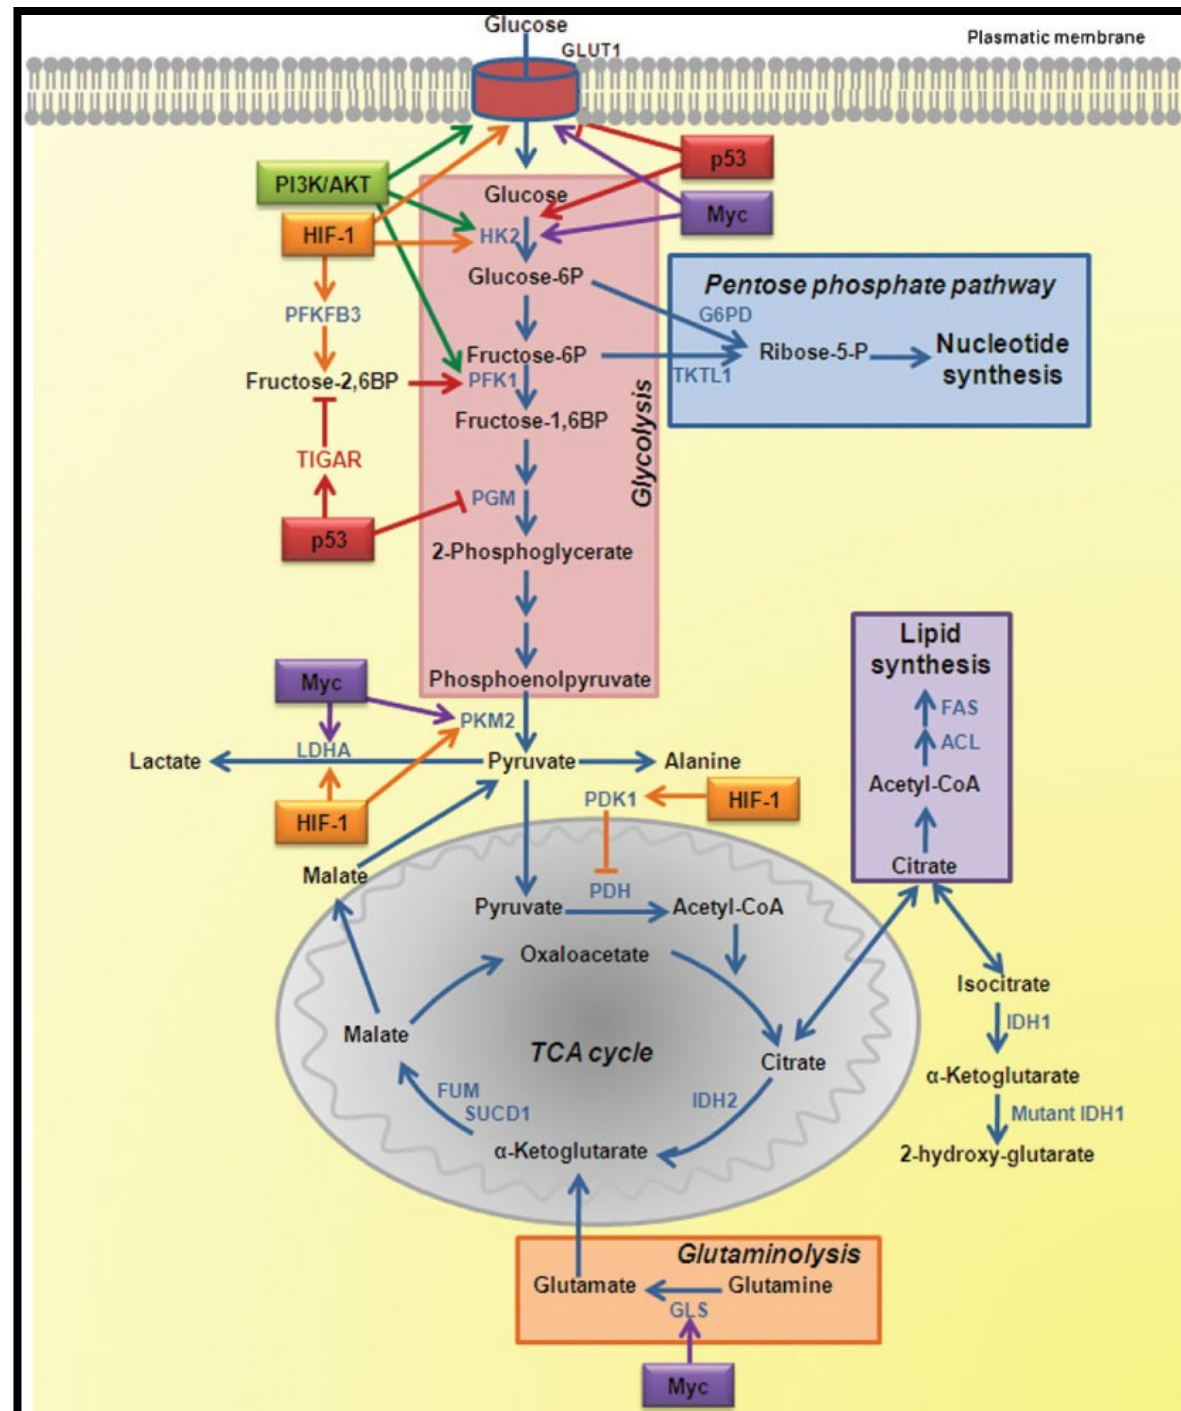 Glucose
GLUT1
Plasmatic membrane
p53
PI3K/AKT
Glucose
Myc
HIF-1
HK2
Glucose-6P
Pentose phosphate pathway
G6PD
PFKFB3
Ribose-5-P
Nucleotide
synthesis
Fructose-6P
TKTL1
Fructose-2,6BP
PFK1
Fructose-1,6BP
Glycolysis
TIGAR
PGM
p53
2-Phosphoglycerate
Lipid
synthesis
Phosphoenolpyruvate
Myc
FAS
PKM2
ACL
LDHA
Lactate
Pyruvate
Alanine
Acetyl-CoA
PDK1
HIF-1
HIF-1
Citrate
Malate
PDH
Pyruvate
Acetyl-CoA
Oxaloacetate
Isocitrate
IDH1
Malate
TCA cycle
Citrate
α-Ketoglutarate
FUM
SUCD1
IDH2
Mutant IDH1
α-Ketoglutarate
2-hydroxy-glutarate
Glutaminolysis
Glutamate
Glutamine
GLS
Myc